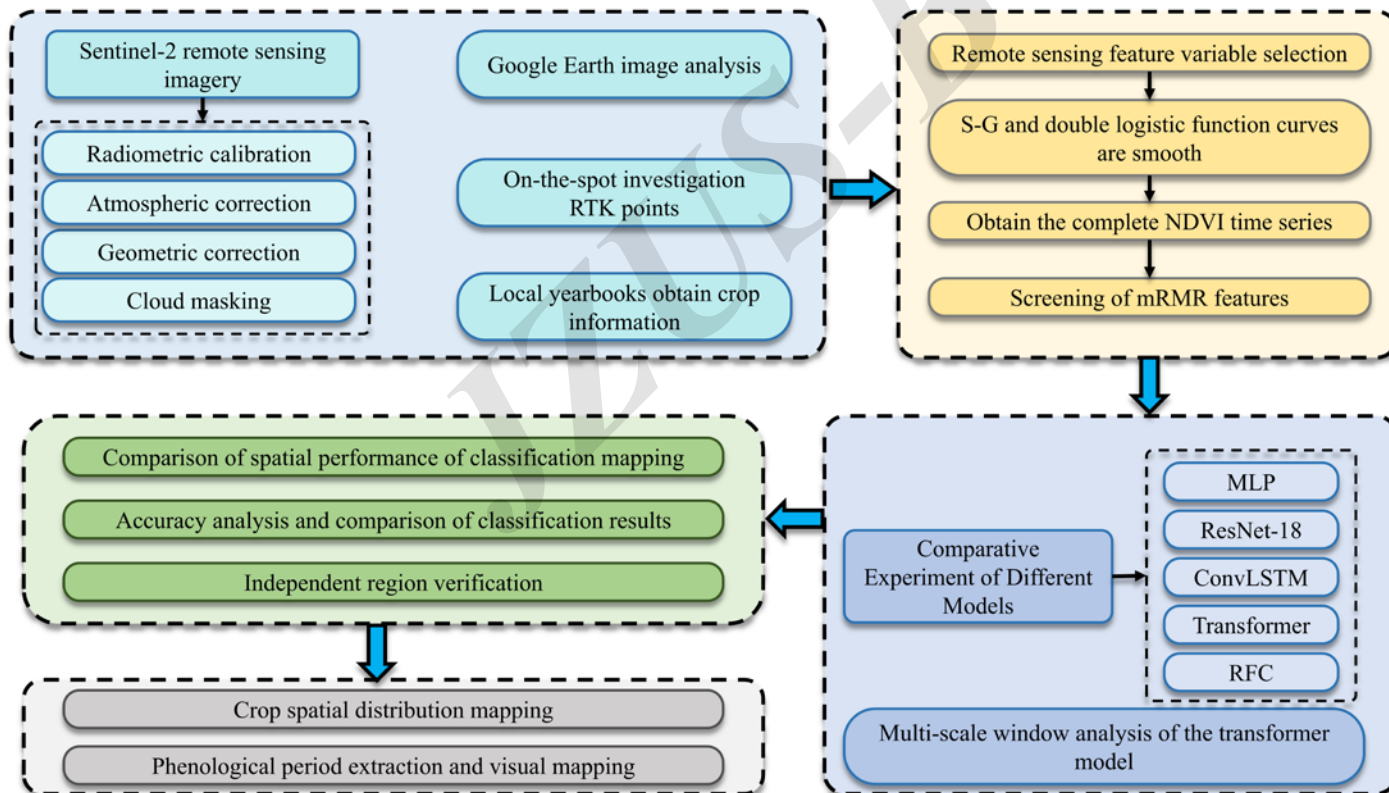 Sentinel-2 remote sensing
imagery
Radiometric calibration
Atmospheric correction
Geometric correction
Cloud masking
Google Earth image analysis
On-the-spot investigation
RTK points
Local yearbooks obtain crop
information
Remote sensing feature variable selection
S-G and double logistic function curves
are smooth
Obtain the complete NDVI time series
Screening of mRMR features
Comparative
Experiment of Different
Models
MLP
ResNet-18
ConvLSTM
Transformer
RFC
Multi-scale window analysis of the transformer
model
Comparison of spatial performance of classification mapping
Accuracy analysis and comparison of classification results
Independent region verification
Crop spatial distribution mapping
Phenological period extraction and visual mapping
JZUS-B